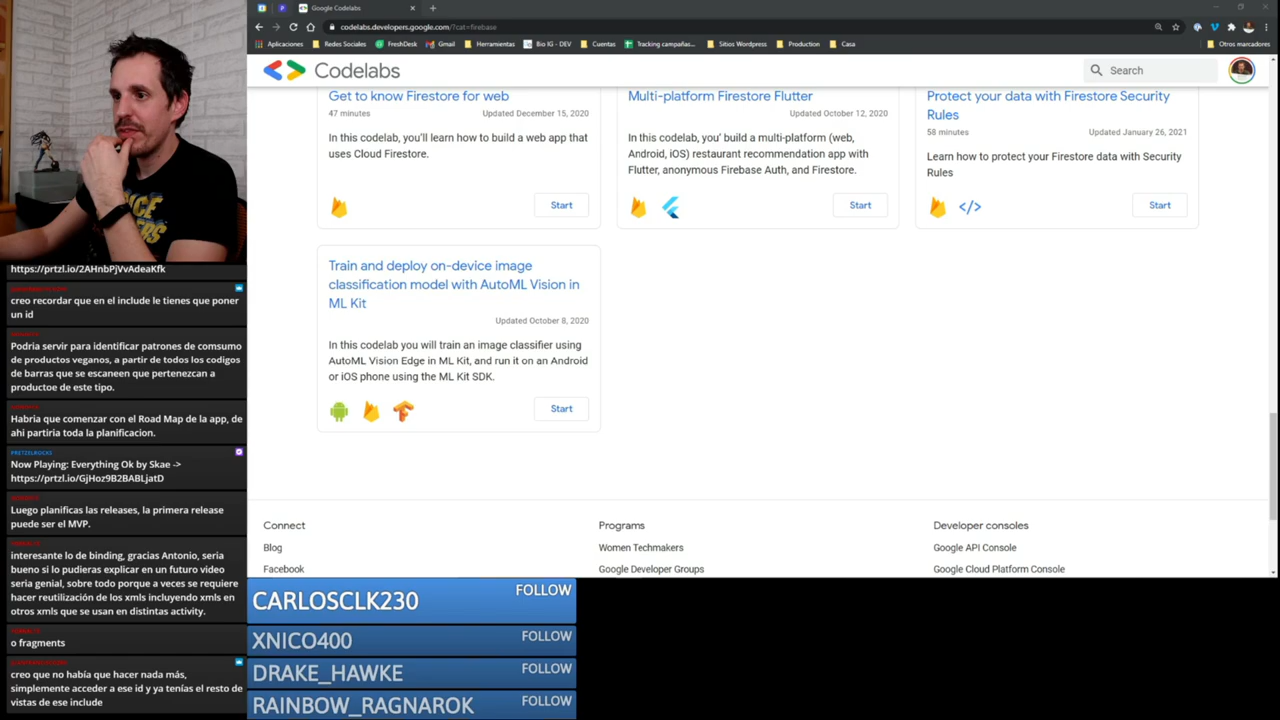 Google Codelabs
codelabs.developers.google.com/?cat=firebase
Aplicaciones
Redes Sociales
FreshDesk
Gmail
Herramientas
Bio IG - DEV
Cuentas
Tracking campañas...
Sitios Wordpress
Production
Casa
Otros marcadores
Codelabs
Search
Get to know Firestore for web
47 minutes
Updated December 15, 2020
In this codelab, you'll learn how to build a web app that
uses Cloud Firestore.
Start
Multi-platform Firestore Flutter
Updated October 12, 2020
In this codelab, you' build a multi-platform (web,
Android, iOS) restaurant recommendation app with
Flutter, anonymous Firebase Auth, and Firestore.
Start
Protect your data with Firestore Security
Rules
58 minutes
Updated January 26, 2021
Learn how to protect your Firestore data with Security
Rules
Start
Train and deploy on-device image
classification model with AutoML Vision in
ML Kit
Updated October 8, 2020
In this codelab you will train an image classifier using
AutoML Vision Edge in ML Kit, and run it on an Android
or iOS phone using the ML Kit SDK.
Start
Connect
Blog
Facebook
Programs
Women Techmakers
Google Developer Groups
Developer consoles
Google API Console
Google Cloud Platform Console
https://prtzl.io/2AHnbPjVvAdeaKfk
creo recordar que en el include le tienes que poner
un id
Podria servir para identificar patrones de comsumo
de productos veganos, a partir de todos los codigos
de barras que se escaneen que pertenezcan a
productoe de este tipo.
Habria que comenzar con el Road Map de la app, de
ahi partiria toda la planificacion.
PRETZELROCKS
Now Playing: Everything Ok by Skae ->
https://prtzl.io/GjHoz9B2BABLjatD
Luego planificas las releases, la primera release
puede ser el MVP.
interesante lo de binding, gracias Antonio, seria
bueno si lo pudieras explicar en un futuro video
seria genial, sobre todo porque a veces se requiere
hacer reutilización de los xmls incluyendo xmls en
otros xmls que se usan en distintas activity.
o fragments
creo que no había que hacer nada más,
simplemente acceder a ese id y ya tenías el resto de
vistas de ese include
CARLOSCLK230 FOLLOW
XNICO400 FOLLOW
DRAKE_HAWKE FOLLOW
RAINBOW_RAGNAROK FOLLOW